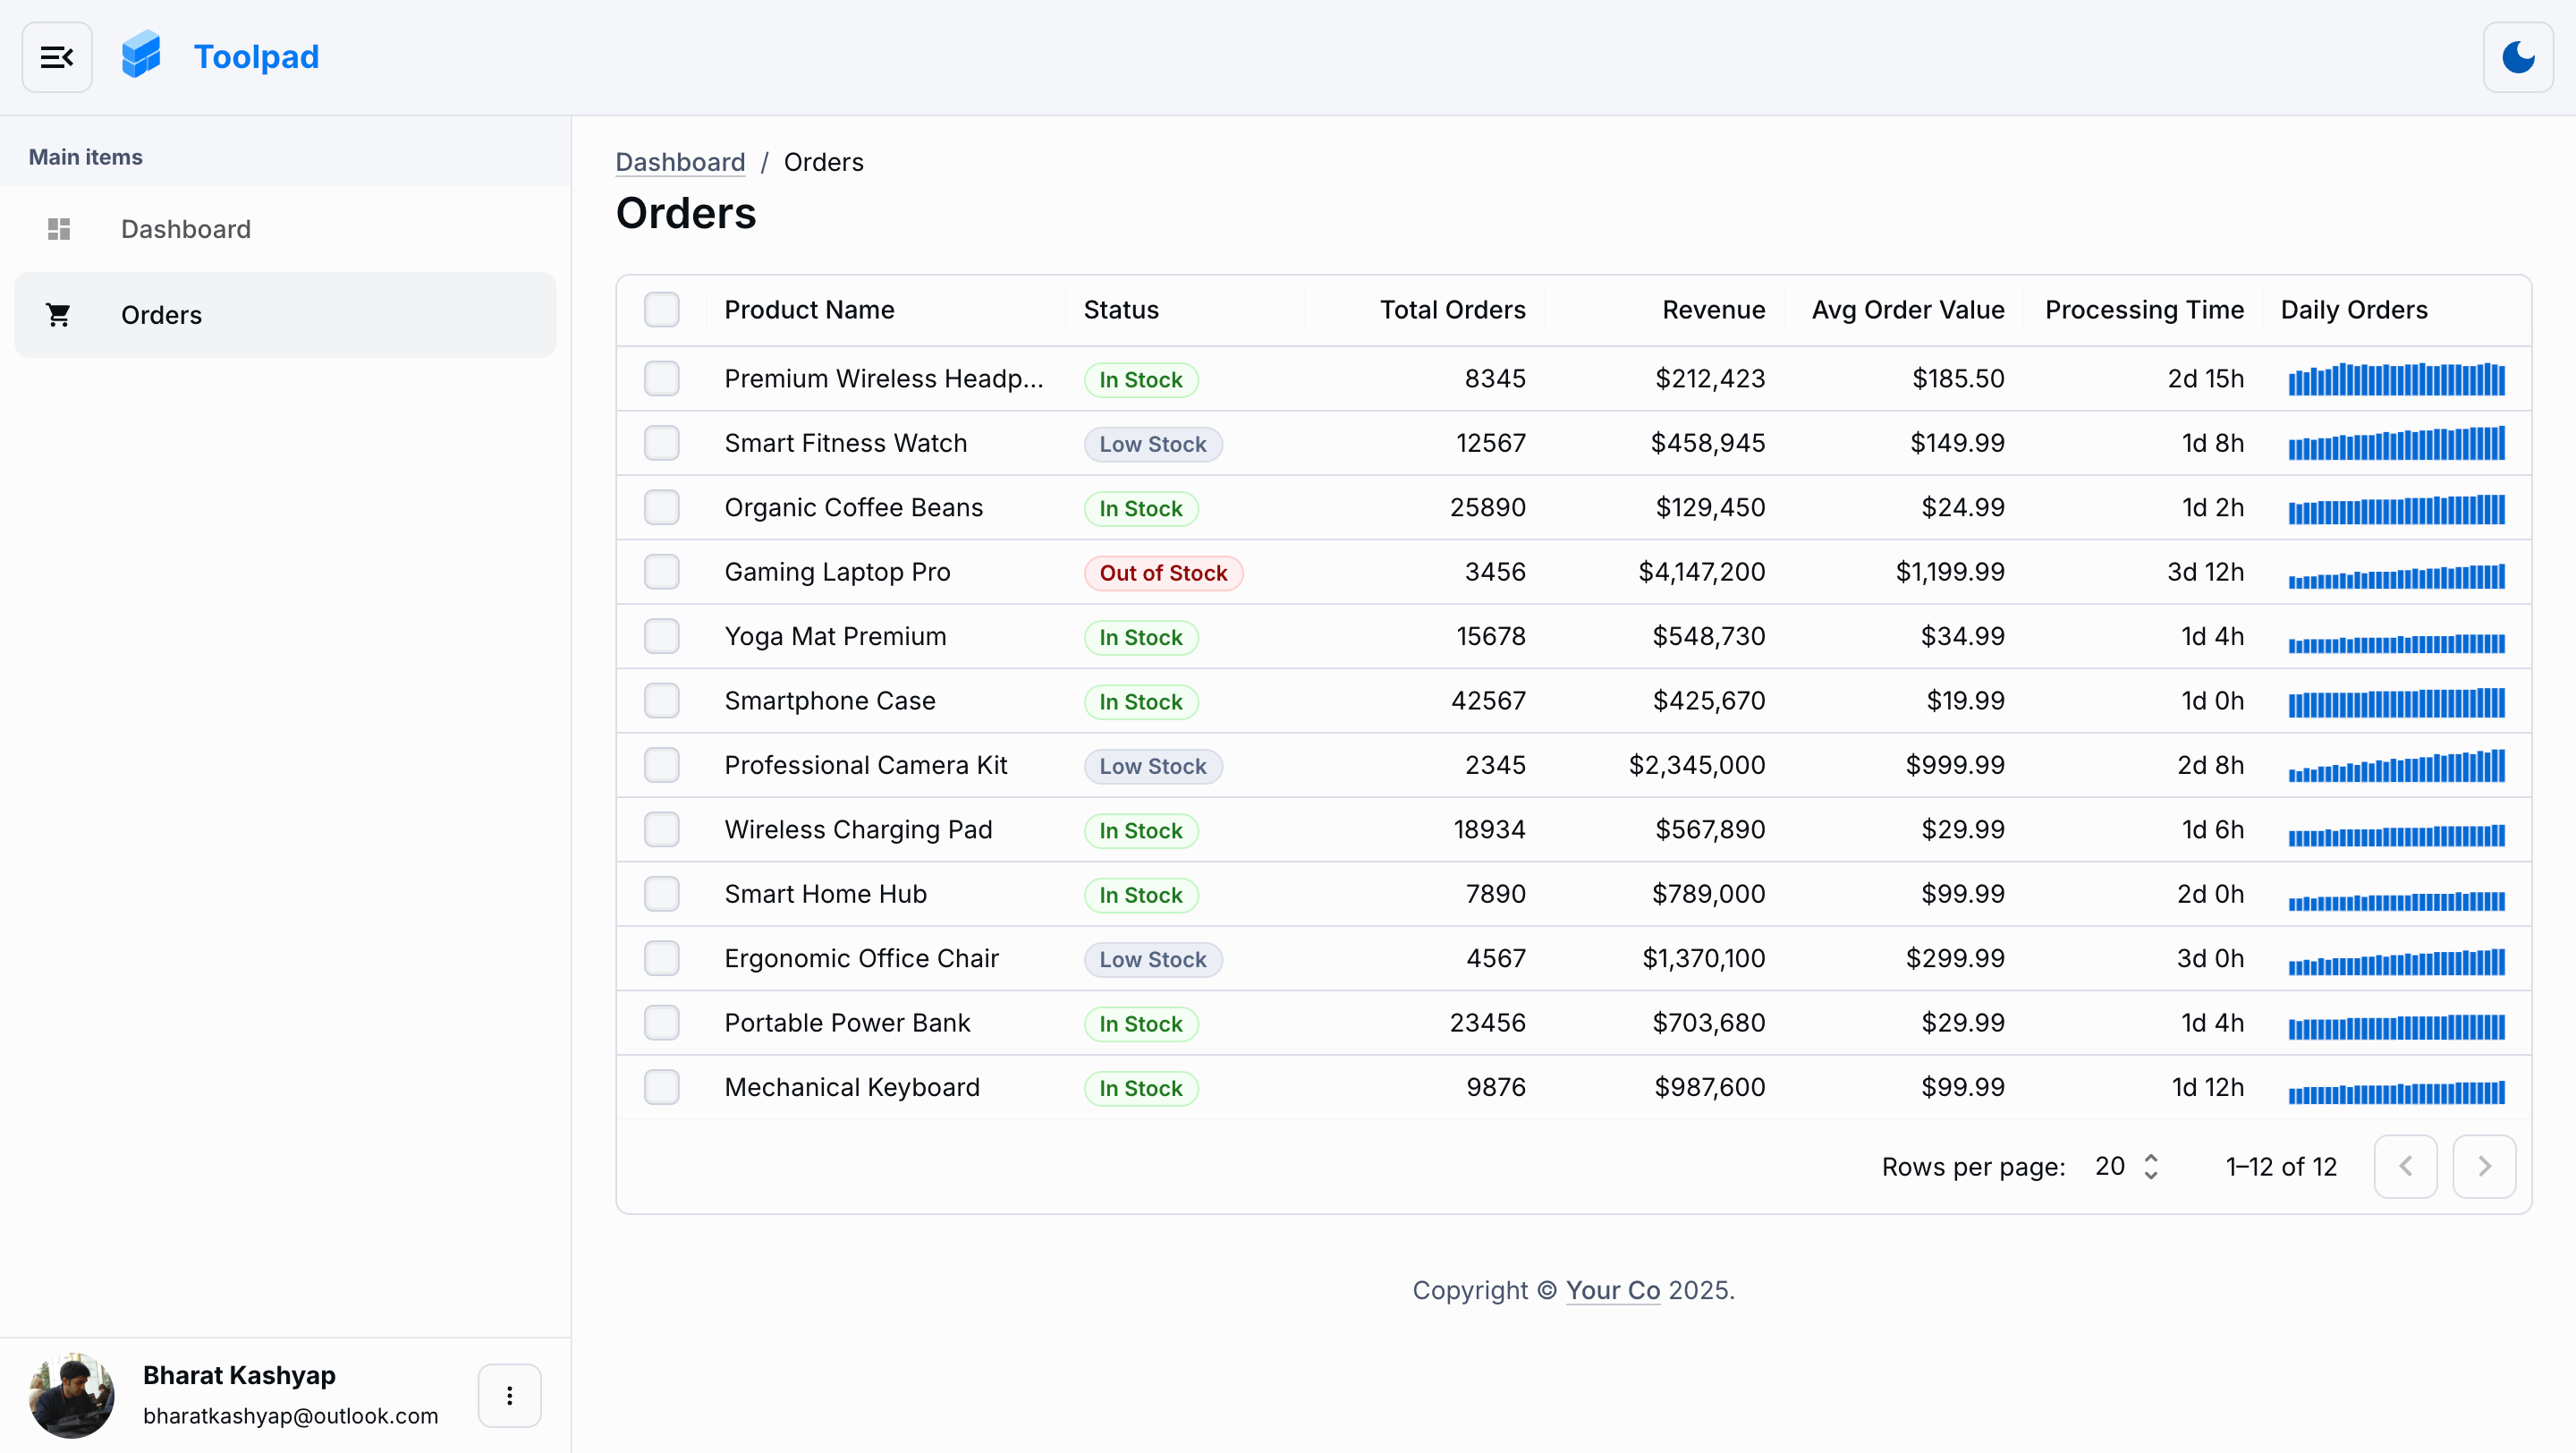 Toolpad
Main items
Dashboard
Orders
Dashboard / Orders
Orders
Product Name Status Total Orders Revenue Avg Order Value Processing Time Daily Orders
Premium Wireless Headp... In Stock 8345 $212,423 $185.50 2d 15h
Smart Fitness Watch Low Stock 12567 $458,945 $149.99 1d 8h
Organic Coffee Beans In Stock 25890 $129,450 $24.99 1d 2h
Gaming Laptop Pro Out of Stock 3456 $4,147,200 $1,199.99 3d 12h
Yoga Mat Premium In Stock 15678 $548,730 $34.99 1d 4h
Smartphone Case In Stock 42567 $425,670 $19.99 1d 0h
Professional Camera Kit Low Stock 2345 $2,345,000 $999.99 2d 8h
Wireless Charging Pad In Stock 18934 $567,890 $29.99 1d 6h
Smart Home Hub In Stock 7890 $789,000 $99.99 2d 0h
Ergonomic Office Chair Low Stock 4567 $1,370,100 $299.99 3d 0h
Portable Power Bank In Stock 23456 $703,680 $29.99 1d 4h
Mechanical Keyboard In Stock 9876 $987,600 $99.99 1d 12h
Rows per page: 20 1–12 of 12
Copyright © Your Co 2025.
Bharat Kashyap
bharatkashyap@outlook.com